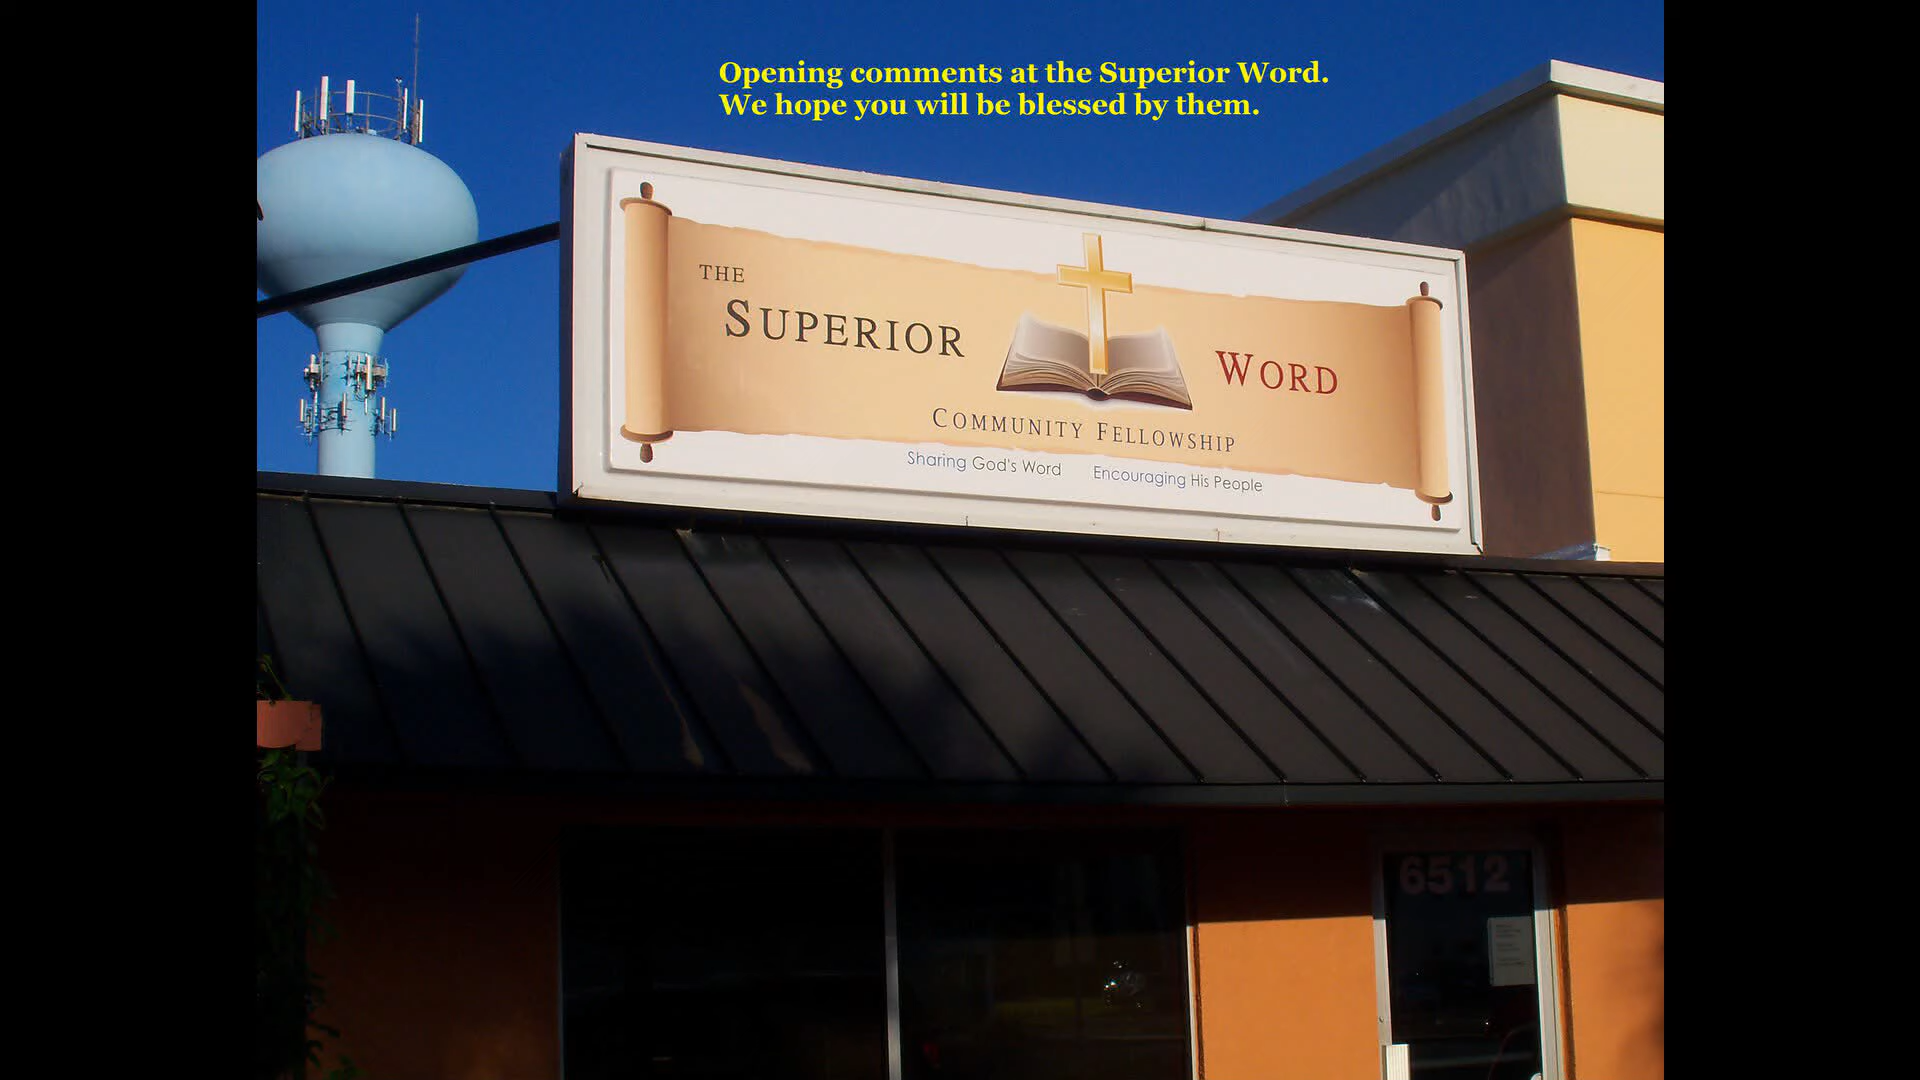 Opening comments at the Superior Word.
We hope you will be blessed by them.
THE
SUPERIOR WORD
COMMUNITY FELLOWSHIP
Sharing God's Word Encouraging His People
6512